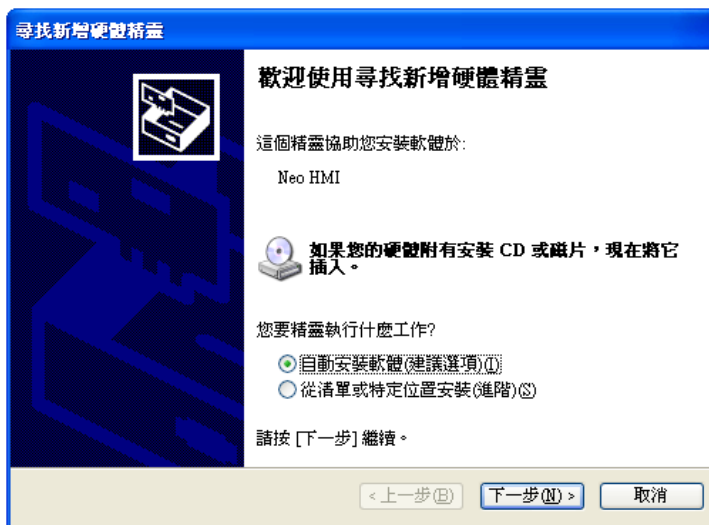 尋找新增硬體精靈
歡迎使用尋找新增硬體精靈
這個精靈協助您安裝軟體於:
Neo HMI
如果您的硬體附有安裝 CD 或磁片，現在將它
插入。
您要精靈執行什麼工作?
自動安裝軟體(建議選項)(I)
從清單或特定位置安裝(進階)(S)
請按 [下一步] 繼續。
< 上一步(B)
下一步(N) >
取消